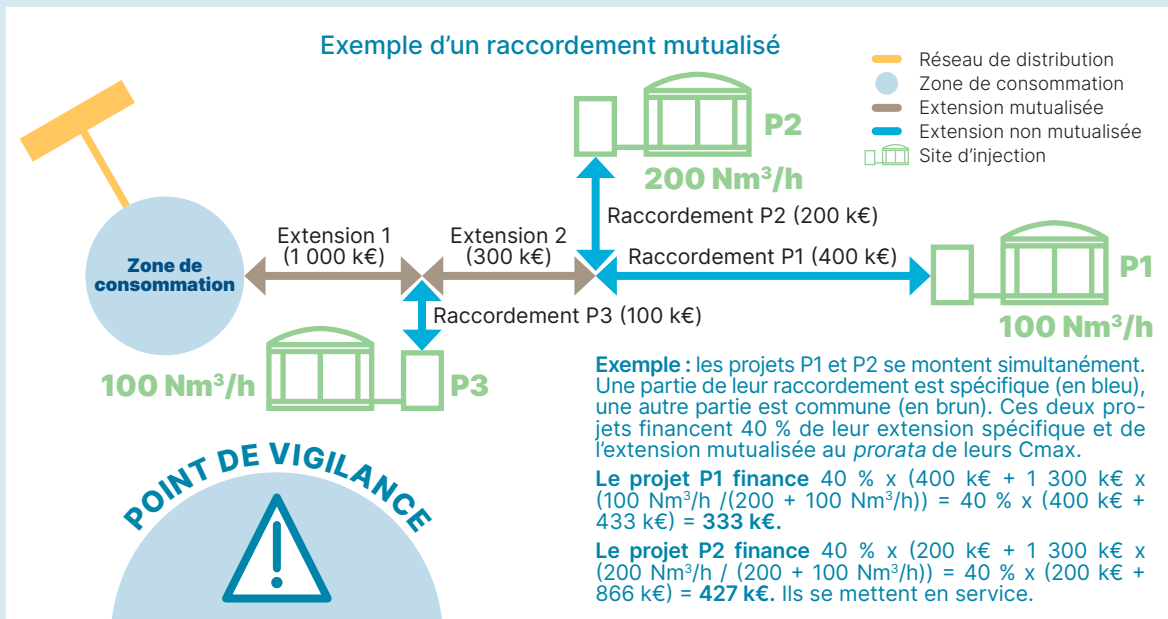 Exemple d’un raccordement mutualisé
Réseau de distribution
Zone de consommation
Extension mutualisée
Extension non mutualisée
Site d’injection
P2
200 Nm³/h
Raccordement P2 (200 k€)
Extension 1
(1 000 k€)
Extension 2
(300 k€)
Raccordement P1 (400 k€)
Zone de
consommation
P1
100 Nm³/h
Raccordement P3 (100 k€)
100 Nm³/h
P3
Exemple : les projets P1 et P2 se montent simultanément.
Une partie de leur raccordement est spécifique (en bleu),
une autre partie est commune (en brun). Ces deux pro-
jets financent 40 % de leur extension spécifique et de
l’extension mutualisée au prorata de leurs Cmax.
Le projet P1 finance 40 % x (400 k€ + 1 300 k€ x
(100 Nm³/h /(200 + 100 Nm³/h)) = 40 % x (400 k€ +
433 k€) = 333 k€.
Le projet P2 finance 40 % x (200 k€ + 1 300 k€ x
(200 Nm³/h / (200 + 100 Nm³/h)) = 40 % x (200 k€ +
866 k€) = 427 k€. Ils se mettent en service.
POINT DE VIGILANCE
!